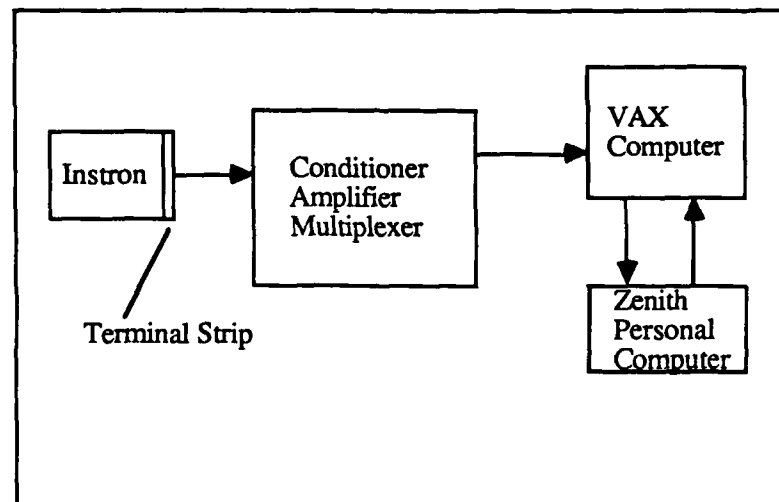 Instron
Terminal Strip
Conditioner
Amplifier
Multiplexer
VAX
Computer
Zenith
Personal
Computer